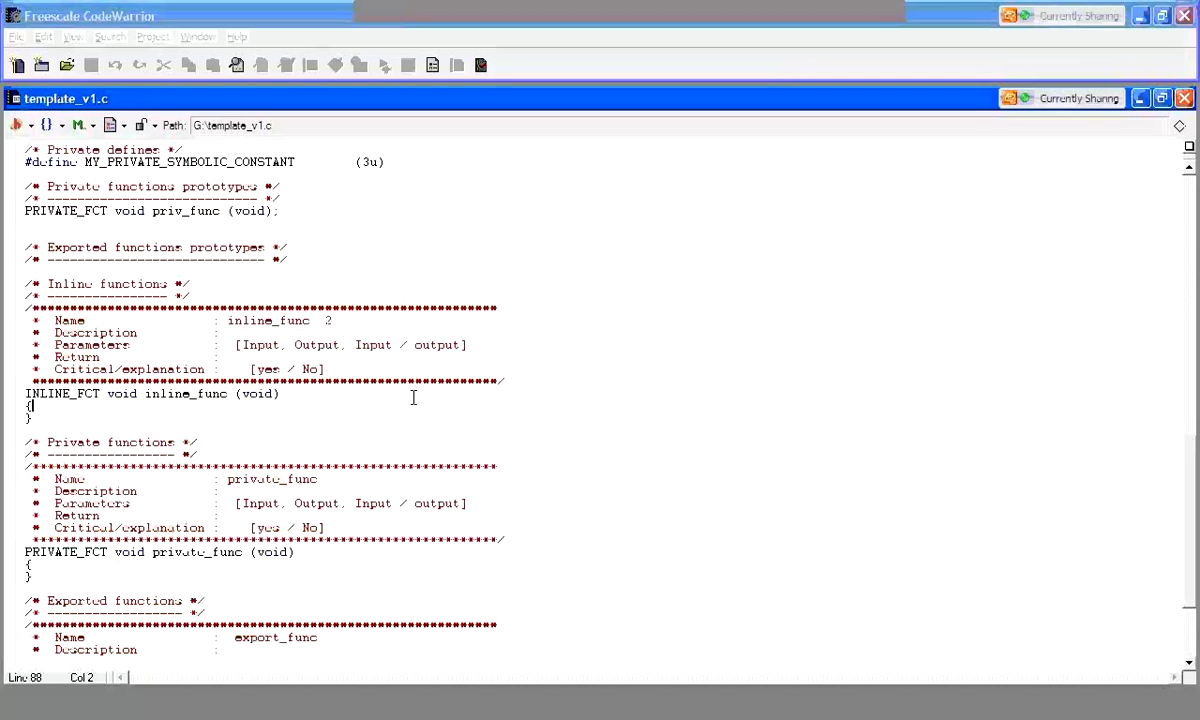 Freescale CodeWarrior
Currently Sharing
File Edit View Search Project Window Help
template_v1.c
Currently Sharing
Path: G:\template_v1.c
/* Private defines */
#define MY_PRIVATE_SYMBOLIC_CONSTANT (3u)
/* Private functions prototypes */
/* ---------------------------- */
PRIVATE_FCT void priv_func (void);
/* Exported functions prototypes */
/* ----------------------------- */
/* Inline functions */
/* ---------------- */
/**************************************************************
* Name : inline_func 2
* Description :
* Parameters : [Input, Output, Input / output]
* Return :
* Critical/explanation : [yes / No]
**************************************************************/
INLINE_FCT void inline_func (void)
{
}
/* Private functions */
/* ----------------- */
/**************************************************************
* Name : private_func
* Description :
* Parameters : [Input, Output, Input / output]
* Return :
* Critical/explanation : [yes / No]
**************************************************************/
PRIVATE_FCT void private_func (void)
{
}
/* Exported functions */
/* ------------------ */
/**************************************************************
* Name : export_func
* Description :
Line 88 Col 2